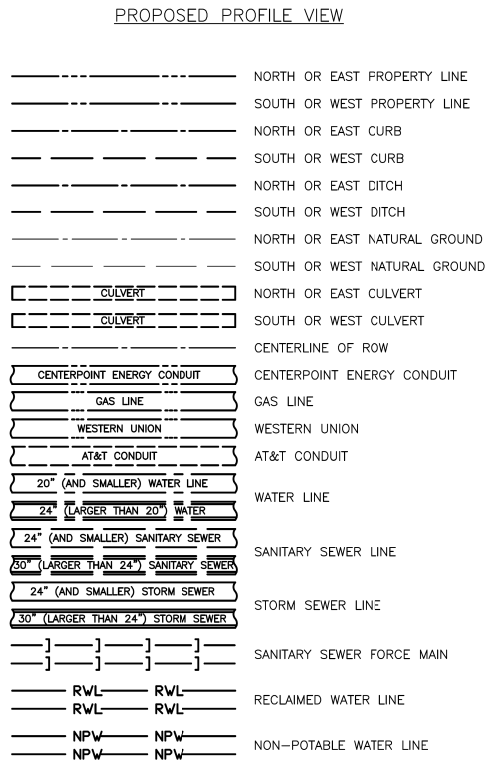 PROPOSED PROFILE VIEW
NORTH OR EAST PROPERTY LINE
SOUTH OR WEST PROPERTY LINE
NORTH OR EAST CURB
SOUTH OR WEST CURB
NORTH OR EAST DITCH
SOUTH OR WEST DITCH
NORTH OR EAST NATURAL GROUND
SOUTH OR WEST NATURAL GROUND
CULVERT NORTH OR EAST CULVERT
CULVERT SOUTH OR WEST CULVERT
CENTERLINE OF ROW
CENTERPOINT ENERGY CONDUIT CENTERPOINT ENERGY CONDUIT
GAS LINE GAS LINE
WESTERN UNION WESTERN UNION
AT&T CONDUIT AT&T CONDUIT
20" (AND SMALLER) WATER LINE
WATER LINE
24" (LARGER THAN 20") WATER
24" (AND SMALLER) SANITARY SEWER
SANITARY SEWER LINE
30" (LARGER THAN 24") SANITARY SEWER
24" (AND SMALLER) STORM SEWER
STORM SEWER LINE
30" (LARGER THAN 24") STORM SEWER
SANITARY SEWER FORCE MAIN
RWL RWL
RECLAIMED WATER LINE
RWL RWL
NPW NPW
NON-POTABLE WATER LINE
NPW NPW